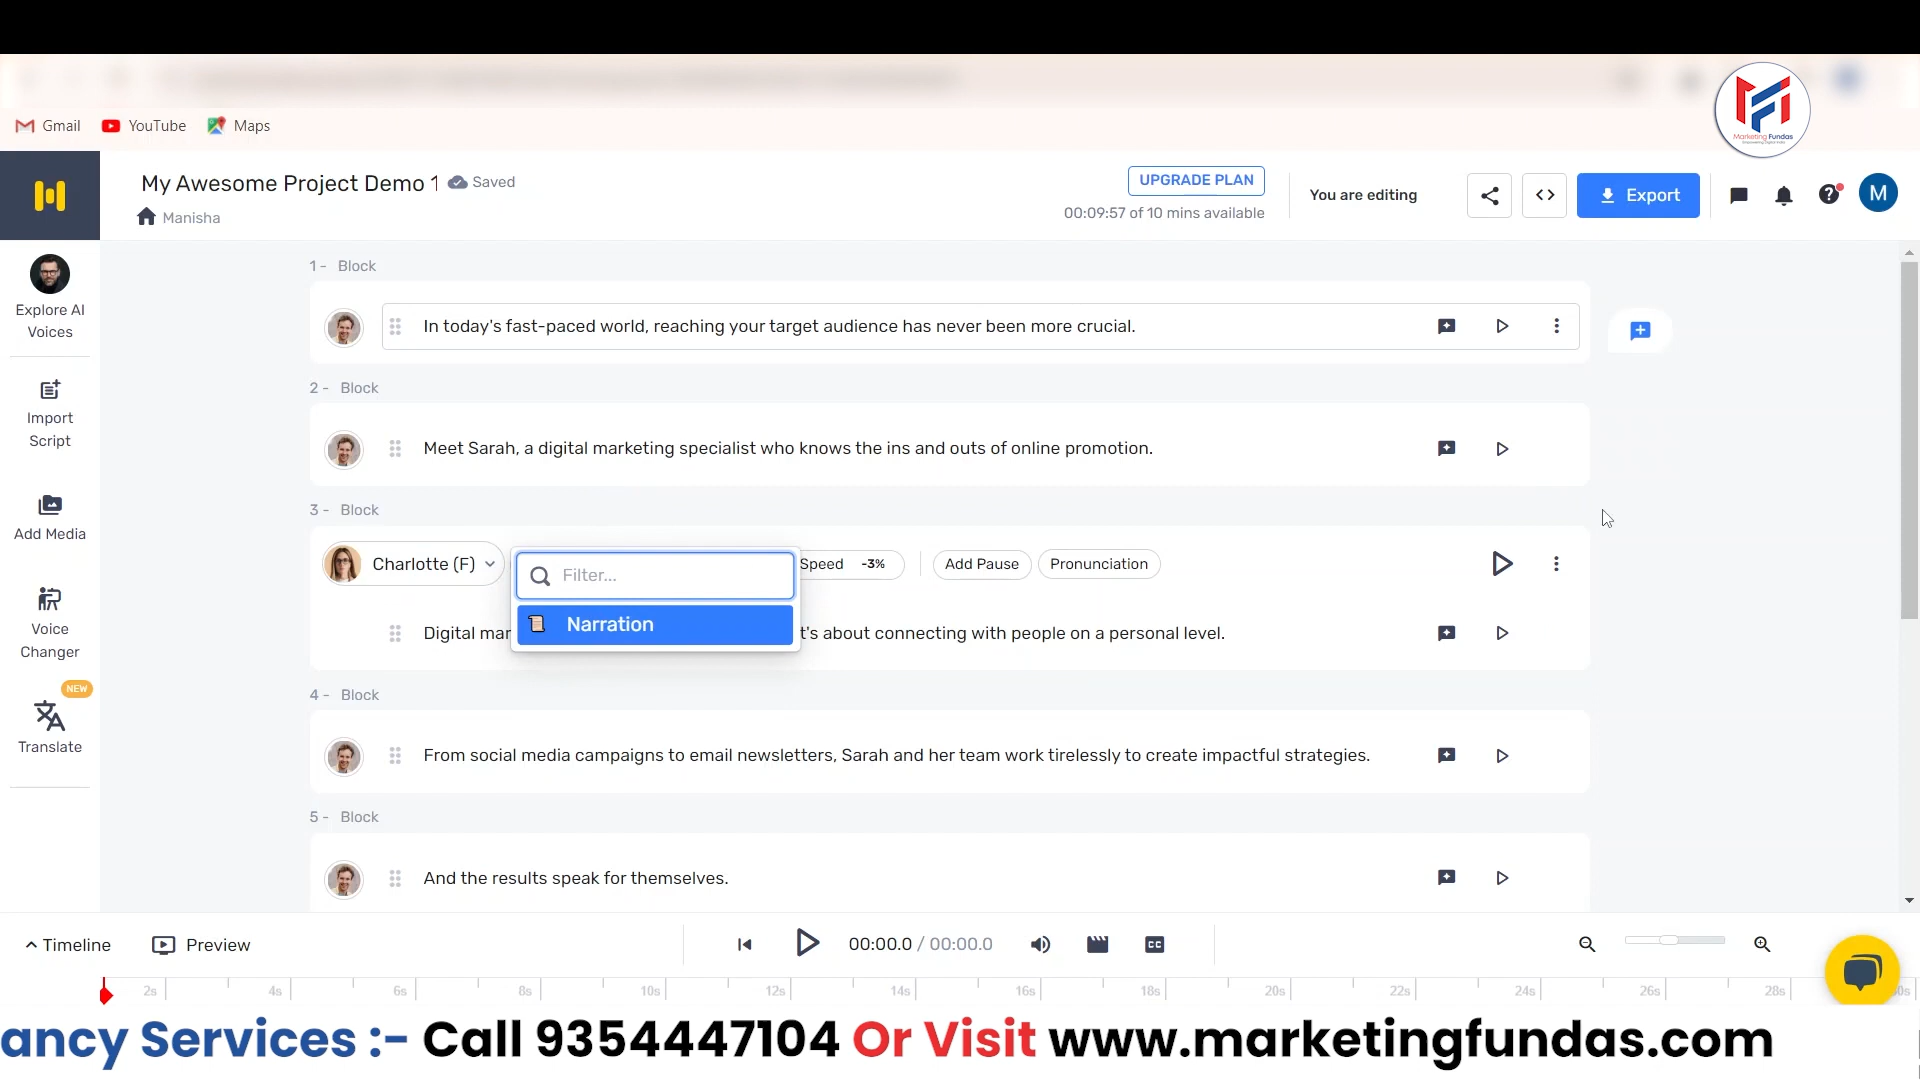 Gmail YouTube Maps
Marketing Fundas
My Awesome Project Demo 1 Saved
Manisha
UPGRADE PLAN
00:09:57 of 10 mins available
You are editing
Export
M
Explore AI
Voices
Import
Script
Add Media
Voice
Changer
NEW
Translate
1 - Block
In today's fast-paced world, reaching your target audience has never been more crucial.
2 - Block
Meet Sarah, a digital marketing specialist who knows the ins and outs of online promotion.
3 - Block
Charlotte (F) Filter... Speed -3% Add Pause Pronunciation
Narration
Digital mar t's about connecting with people on a personal level.
4 - Block
From social media campaigns to email newsletters, Sarah and her team work tirelessly to create impactful strategies.
5 - Block
And the results speak for themselves.
Timeline Preview 00:00.0 / 00:00.0 CC
2s 4s 6s 8s 10s 12s 14s 16s 18s 20s 22s 24s 26s 28s 0s
ancy Services :- Call 9354447104 Or Visit www.marketingfundas.com